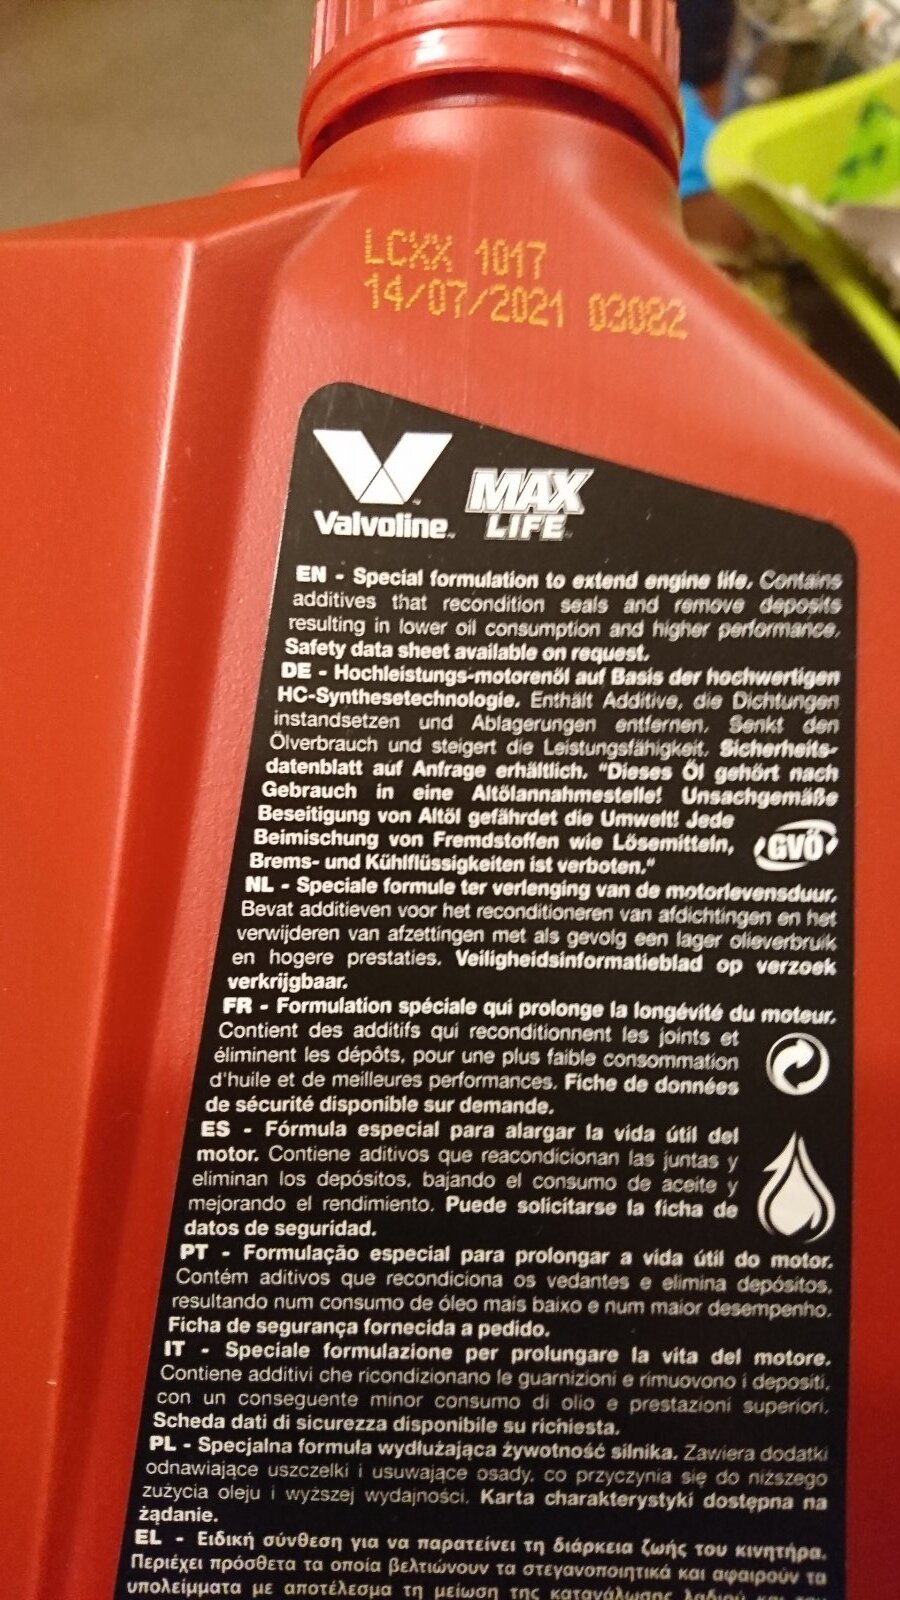 LCXX 1017
14/07/2021 03082
Valvoline™
MAX
LIFE™
EN - Special formulation to extend engine life. Contains
additives that recondition seals and remove deposits
resulting in lower oil consumption and higher performance.
Safety data sheet available on request.
DE - Hochleistungs-motorenöl auf Basis der hochwertigen
HC-Synthesetechnologie. Enthält Additive, die Dichtungen
instandsetzen und Ablagerungen entfernen. Senkt den
Ölverbrauch und steigert die Leistungsfähigkeit. Sicherheits-
datenblatt auf Anfrage erhältlich. "Dieses Öl gehört nach
Gebrauch in eine Altölannahmestelle! Unsachgemäße
Beseitigung von Altöl gefährdet die Umwelt! Jede
Beimischung von Fremdstoffen wie Lösemitteln,
Brems- und Kühlflüssigkeiten ist verboten."
GVÖ
NL - Speciale formule ter verlenging van de motorlevensduur.
Bevat additieven voor het reconditioneren van afdichtingen en het
verwijderen van afzettingen met als gevolg een lager olieverbruik
en hogere prestaties. Veiligheidsinformatieblad op verzoek
verkrijgbaar.
FR - Formulation spéciale qui prolonge la longévité du moteur.
Contient des additifs qui reconditionnent les joints et
éliminent les dépôts, pour une plus faible consommation
d'huile et de meilleures performances. Fiche de données
de sécurité disponible sur demande.
ES - Fórmula especial para alargar la vida útil del
motor. Contiene aditivos que reacondicionan las juntas y
eliminan los depósitos, bajando el consumo de aceite y
mejorando el rendimiento. Puede solicitarse la ficha de
datos de seguridad.
PT - Formulação especial para prolongar a vida útil do motor.
Contém aditivos que recondiciona os vedantes e elimina depósitos,
resultando num consumo de óleo mais baixo e num maior desempenho.
Ficha de segurança fornecida a pedido.
IT - Speciale formulazione per prolungare la vita del motore.
Contiene additivi che ricondizionano le guarnizioni e rimuovono i depositi,
con un conseguente minor consumo di olio e prestazioni superiori.
Scheda dati di sicurezza disponibile su richiesta.
PL - Specjalna formuła wydłużająca żywotność silnika. Zawiera dodatki
odnawiające uszczelki i usuwające osady, co przyczynia się do niższego
zużycia oleju i wyższej wydajności. Karta charakterystyki dostępna na
żądanie.
EL - Ειδική σύνθεση για να παρατείνει τη διάρκεια ζωής του κινητήρα.
Περιέχει πρόσθετα τα οποία βελτιώνουν τα στεγανοποιητικά και αφαιρούν τα
υπολείμματα με αποτέλεσμα τη μείωση της κατανάλωσης λαδιού και